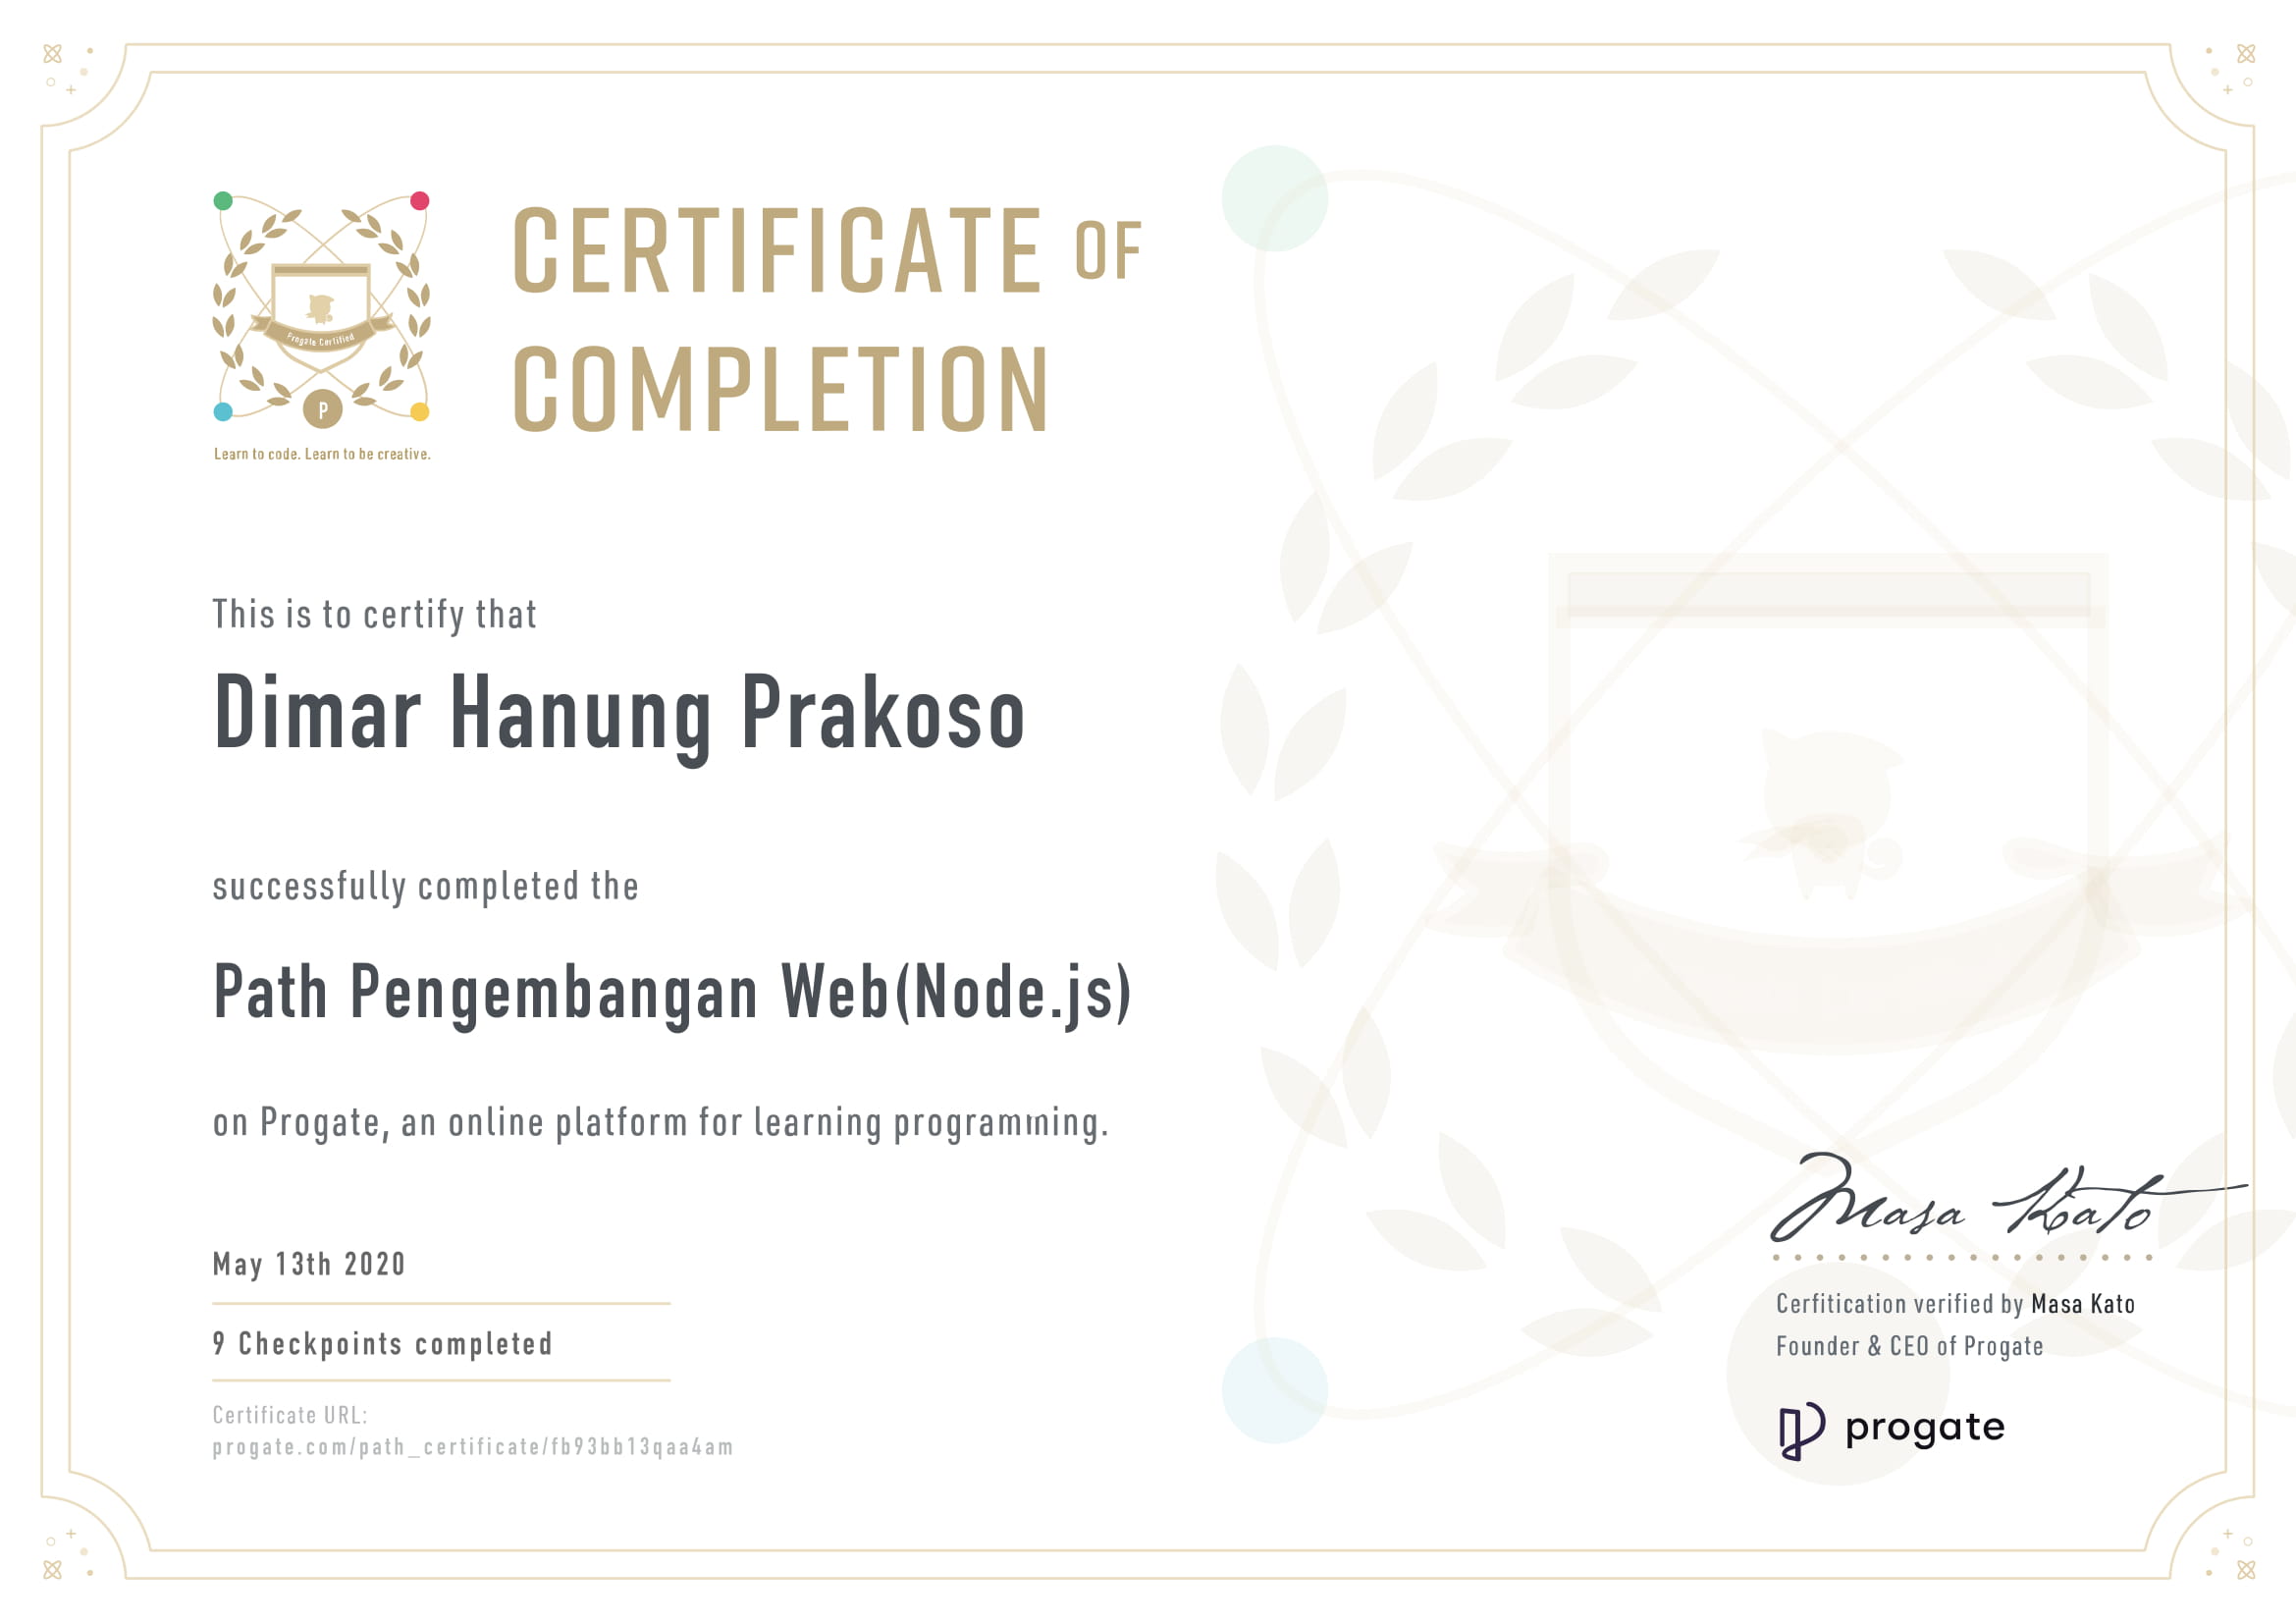 CERTIFICATE OF
COMPLETION
Progate Certified
P
Learn to code. Learn to be creative.
This is to certify that
Dimar Hanung Prakoso
successfully completed the
Path Pengembangan Web(Node.js)
on Progate, an online platform for learning programming.
May 13th 2020
9 Checkpoints completed
Certificate URL:
progate.com/path_certificate/fb93bb13qaa4am
Masa Kato
Cerfitication verified by Masa Kato
Founder & CEO of Progate
progate